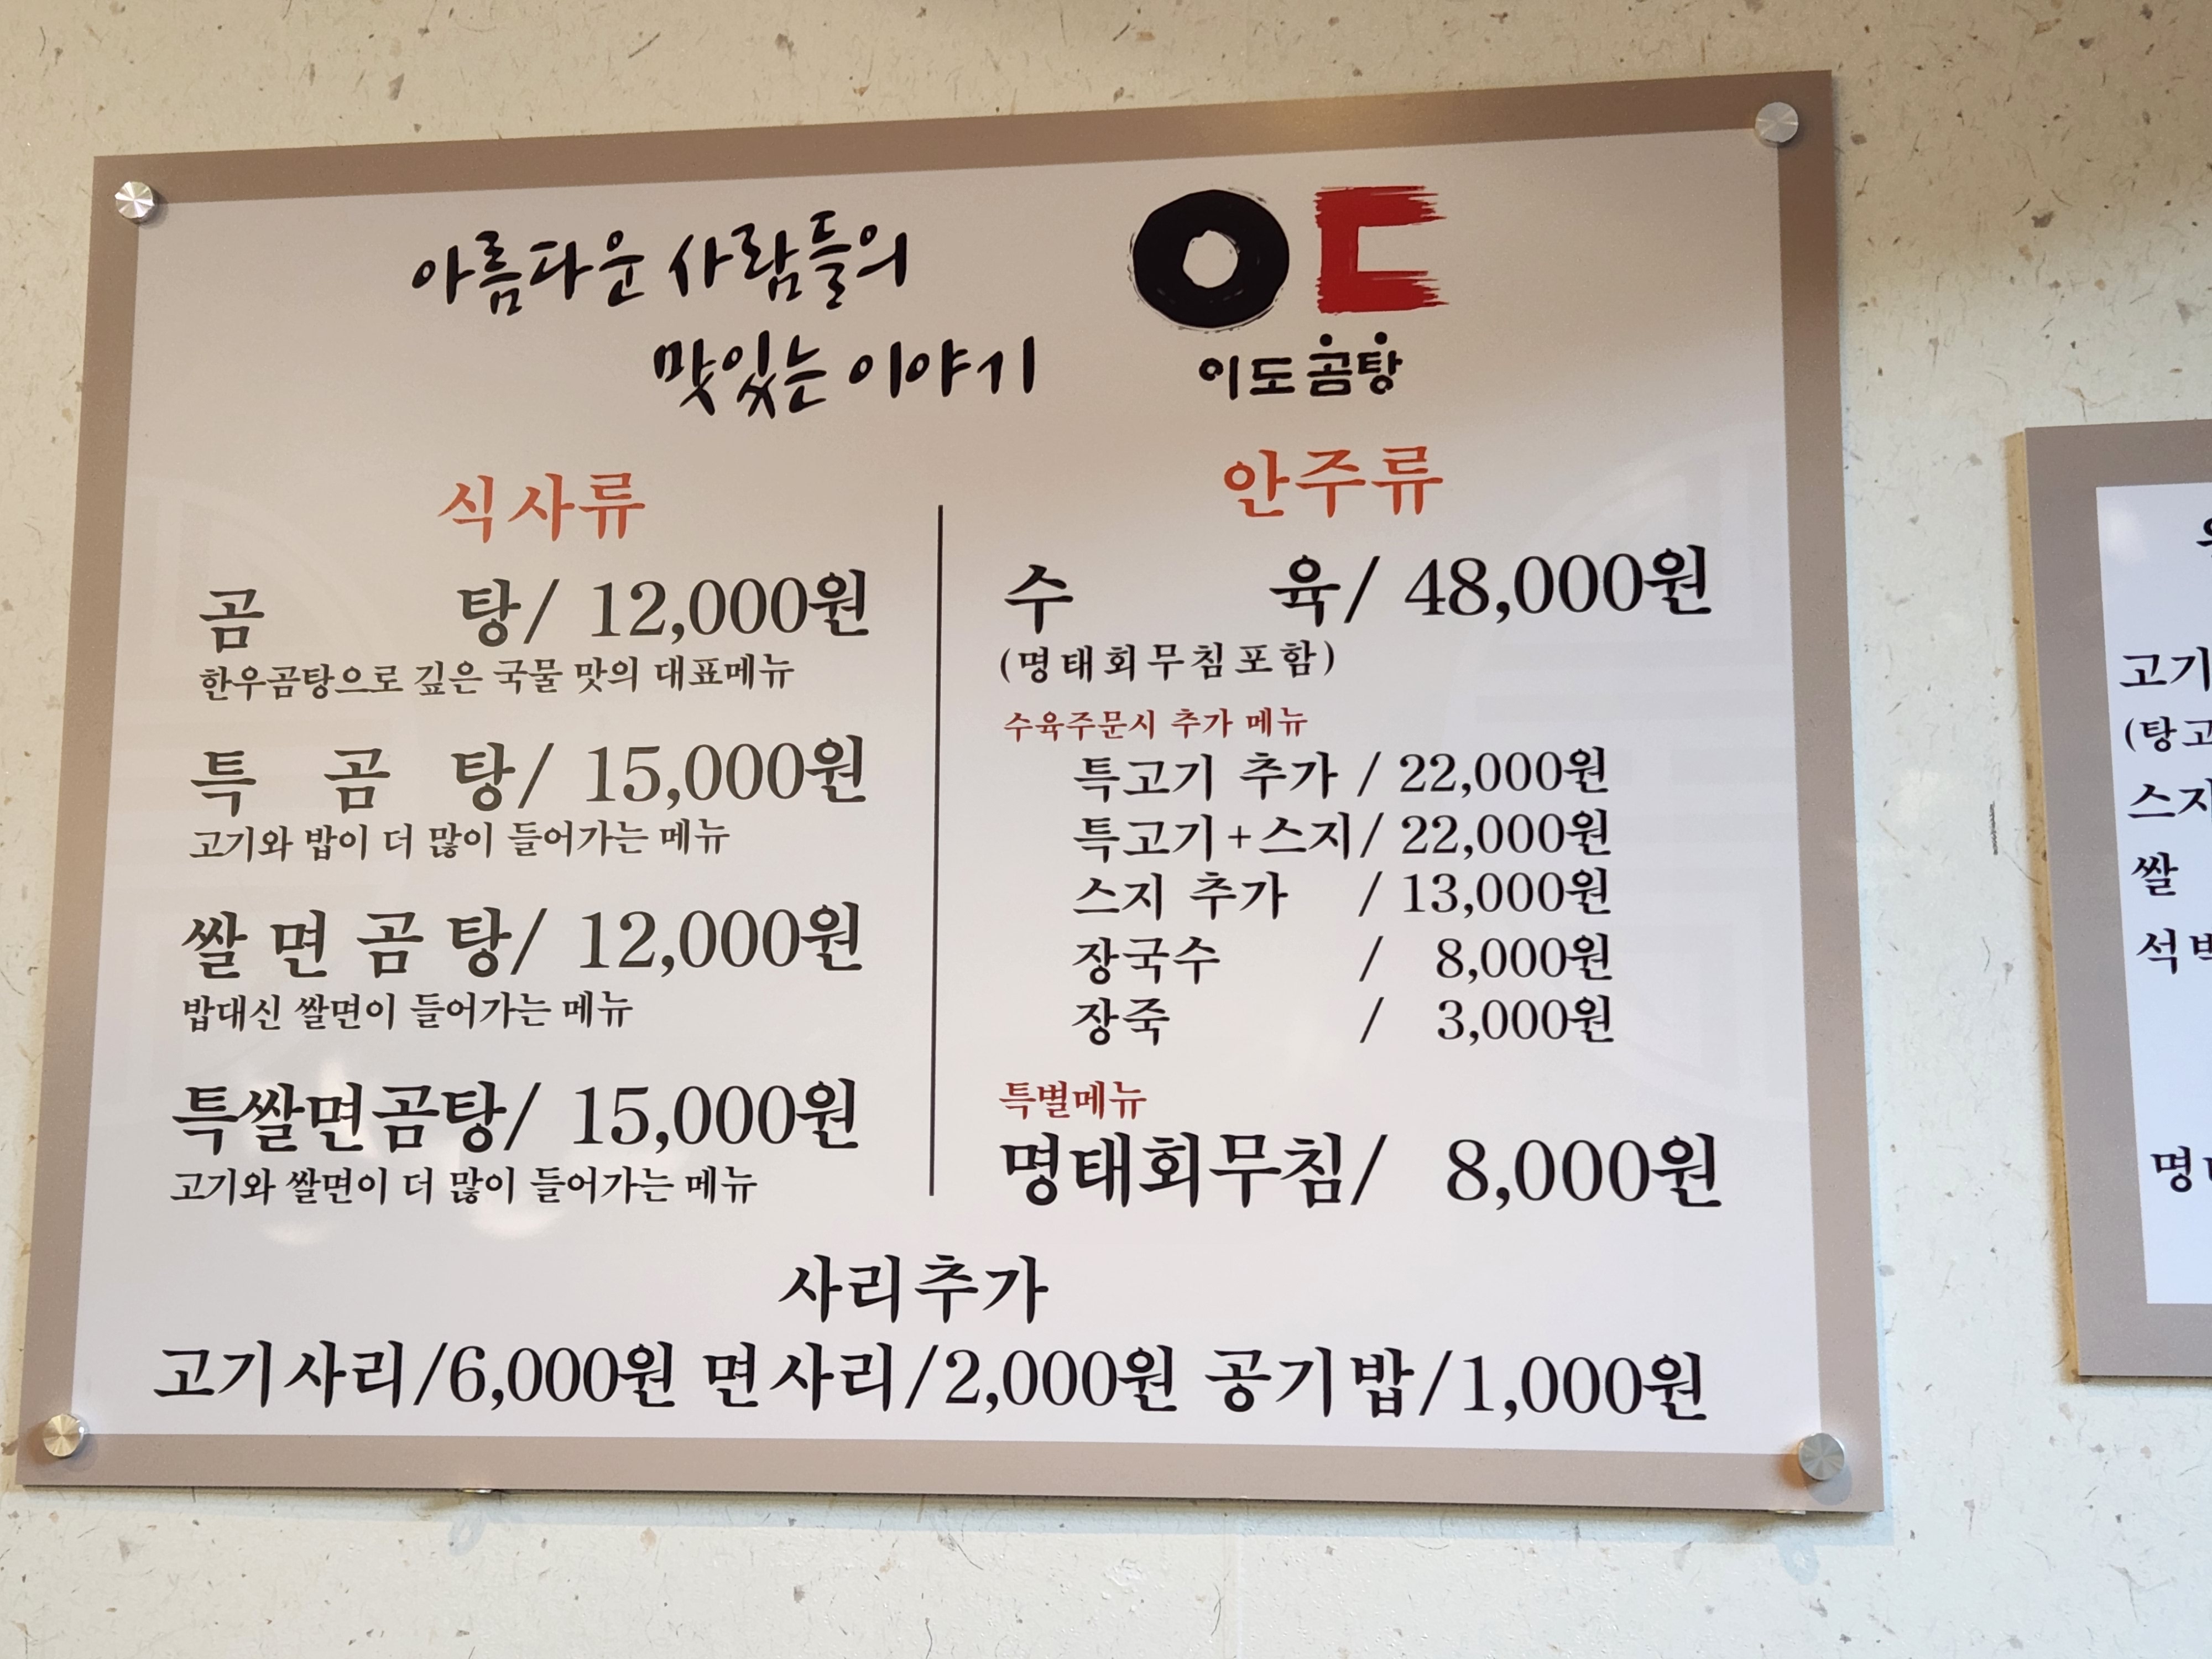 아름다운 사람들의
맛있는 이야기
ㅇㄷ
이도곰탕
식사류
곰 탕/ 12,000원
한우곰탕으로 깊은 국물 맛의 대표메뉴
특 곰 탕/ 15,000원
고기와 밥이 더 많이 들어가는 메뉴
쌀 면 곰 탕/ 12,000원
밥대신 쌀면이 들어가는 메뉴
특쌀면곰탕/ 15,000원
고기와 쌀면이 더 많이 들어가는 메뉴
안주류
수 육/ 48,000원
(명태회무침포함)
수육주문시 추가 메뉴
특고기 추가 / 22,000원
특고기+스지/ 22,000원
스지 추가 / 13,000원
장국수 / 8,000원
장죽 / 3,000원
특별메뉴
명태회무침/ 8,000원
사리추가
고기사리/6,000원 면사리/2,000원 공기밥/1,000원
고기
(탕고
스지
쌀
석
명